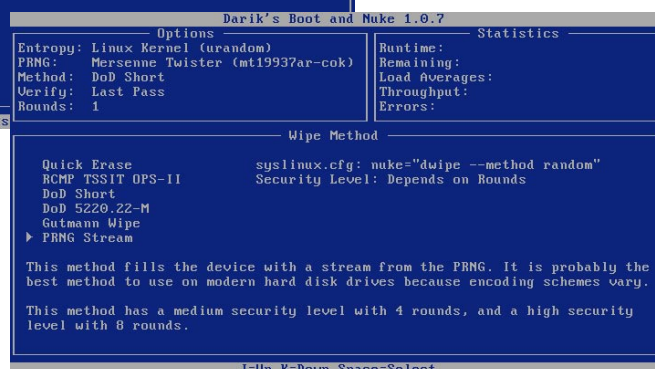 Darik's Boot and Nuke 1.0.7
Options
Entropy: Linux Kernel (urandom)
PRNG: Mersenne Twister (mt19937ar-cok)
Method: DoD Short
Verify: Last Pass
Rounds: 1
Statistics
Runtime:
Remaining:
Load Averages:
Throughput:
Errors:
s
Wipe Method
Quick Erase syslinux.cfg: nuke="dwipe --method random"
RCMP TSSIT OPS-II Security Level: Depends on Rounds
DoD Short
DoD 5220.22-M
Gutmann Wipe
▶ PRNG Stream
This method fills the device with a stream from the PRNG. It is probably the
best method to use on modern hard disk drives because encoding schemes vary.
This method has a medium security level with 4 rounds, and a high security
level with 8 rounds.
J=Up K=Down Space=Select